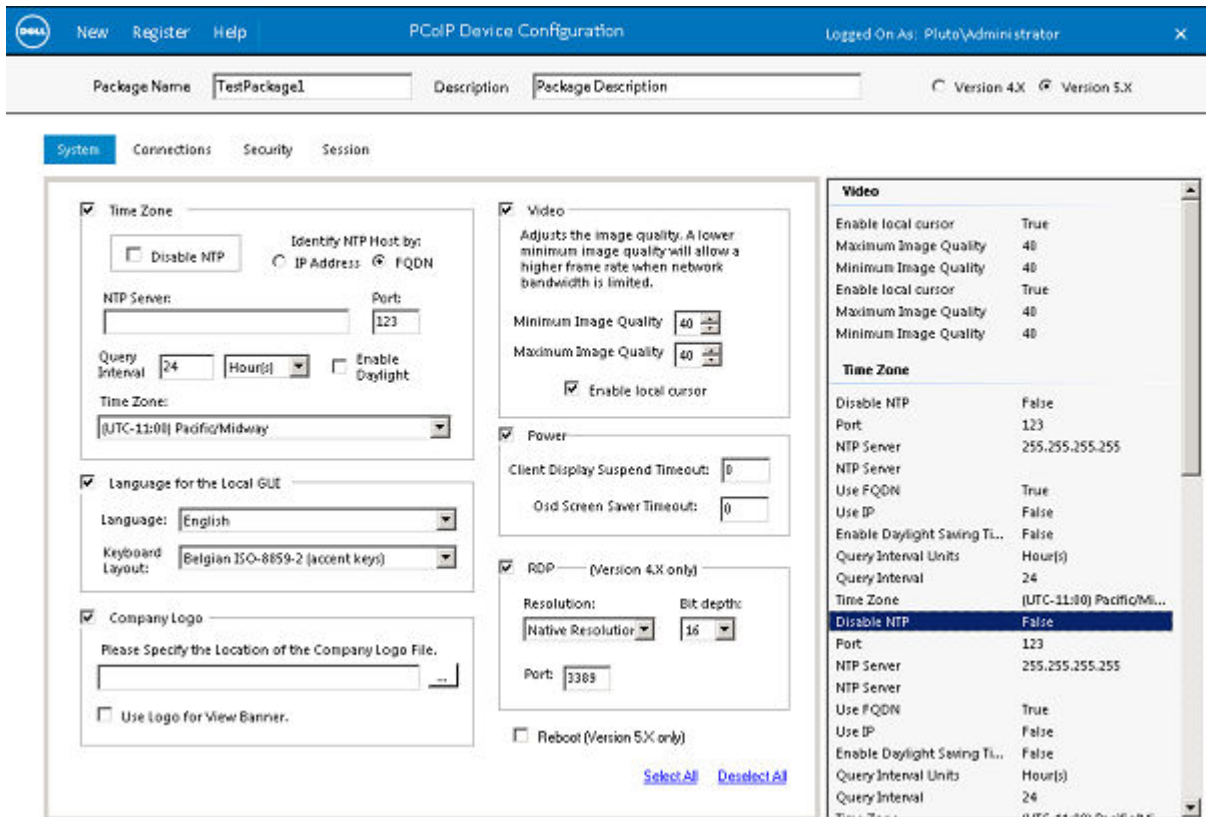 DELL New Register Help PCoIP Device Configuration Logged On As: Pluto\Administrator
Package Name TestPackage1 Description Package Description Version 4.X Version 5.X
System Connections Security Session
Time Zone
Disable NTP
Identify NTP Host by:
IP Address FQDN
NTP Server: Port:
123
Query Interval 24 Hour(s) Enable Daylight
Time Zone:
(UTC-11:00) Pacific/Midway
Language for the Local GUE
Language: English
Keyboard Layout: Belgian ISO-8859-2 (accent keys)
Company Logo
Please Specify the Location of the Company Logo File.
...
Use Logo for View Banner.
Video
Adjusts the image quality. A lower
minimum image quality will allow a
higher frame rate when network
bandwidth is limited.
Minimum Image Quality 40
Maximum Image Quality 40
Enable local cursor
Power
Client Display Suspend Timeout: 0
Osd Screen Saver Timeout: 0
RDP (Version 4.X only)
Resolution: Bit depth:
Native Resolution 16
Port: 3389
Reboot (Version 5.X only)
Select All Deselect All
Video
Enable local cursor True
Maximum Image Quality 40
Minimum Image Quality 40
Enable local cursor True
Maximum Image Quality 40
Minimum Image Quality 40
Time Zone
Disable NTP False
Port 123
NTP Server 255.255.255.255
NTP Server
Use FQDN True
Use IP False
Enable Daylight Saving Ti... False
Query Interval Units Hour(s)
Query Interval 24
Time Zone (UTC-11:00) Pacific/Mi...
Disable NTP False
Port 123
NTP Server 255.255.255.255
NTP Server
Use FQDN True
Use IP False
Enable Daylight Saving Ti... False
Query Interval Units Hour(s)
Query Interval 24